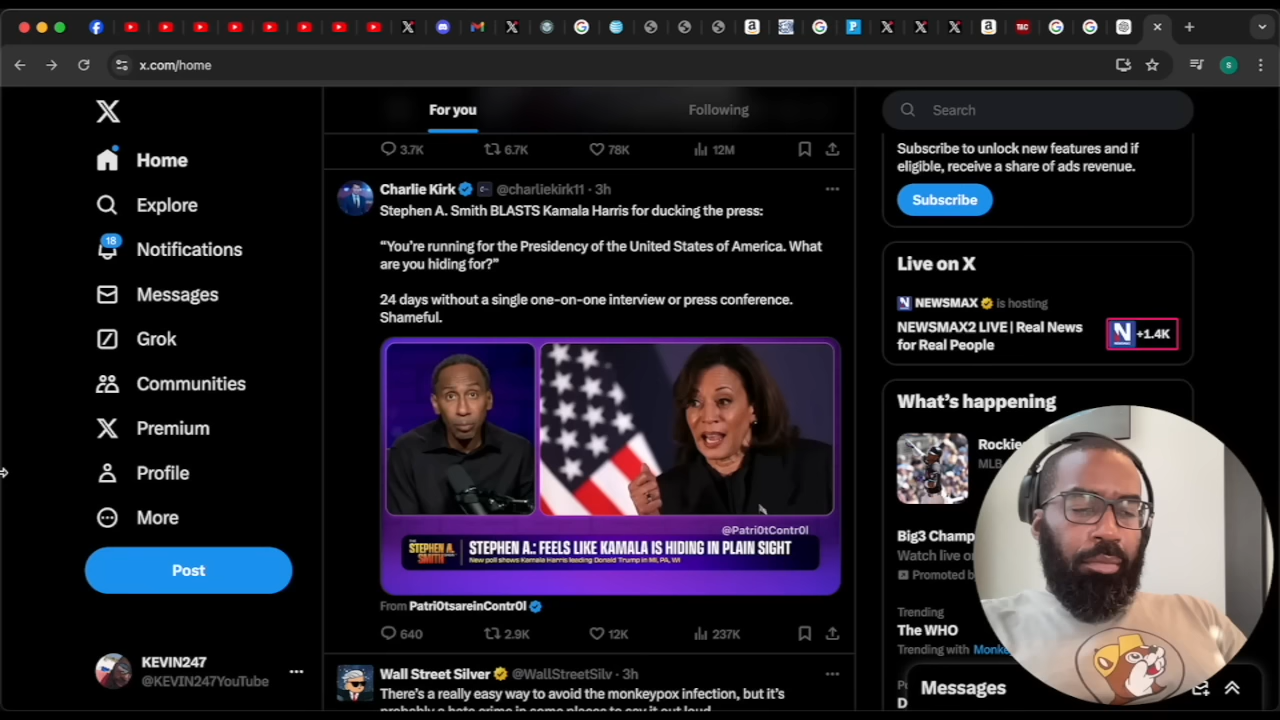 x.com/home
For you
Following
Search
X
Home
Explore
18
Notifications
Messages
Grok
Communities
Premium
Profile
More
Post
KEVIN247
@KEVIN247YouTube
3.7K
6.7K
78K
12M
Charlie Kirk @charliekirk11 · 3h
Stephen A. Smith BLASTS Kamala Harris for ducking the press:
“You’re running for the Presidency of the United States of America. What
are you hiding for?”
24 days without a single one-on-one interview or press conference.
Shameful.
@Patri0tContr0l
THE
STEPHEN A.
SMITH
STEPHEN A.: FEELS LIKE KAMALA IS HIDING IN PLAIN SIGHT
New poll shows Kamala Harris leading Donald Trump in MI, PA, WI
From Patri0tsareinContr0l
640
2.9K
12K
237K
Wall Street Silver @WallStreetSilv · 3h
There’s a really easy way to avoid the monkeypox infection, but it’s
probably a hate crime in some places to say it out loud
Subscribe to unlock new features and if
eligible, receive a share of ads revenue.
Subscribe
Live on X
NEWSMAX is hosting
NEWSMAX2 LIVE | Real News
for Real People
N +1.4K
What’s happening
Rockie
MLB
Big3 Champ
Watch live on
Promoted b
Trending
The WHO
Trending with Monke
Messages